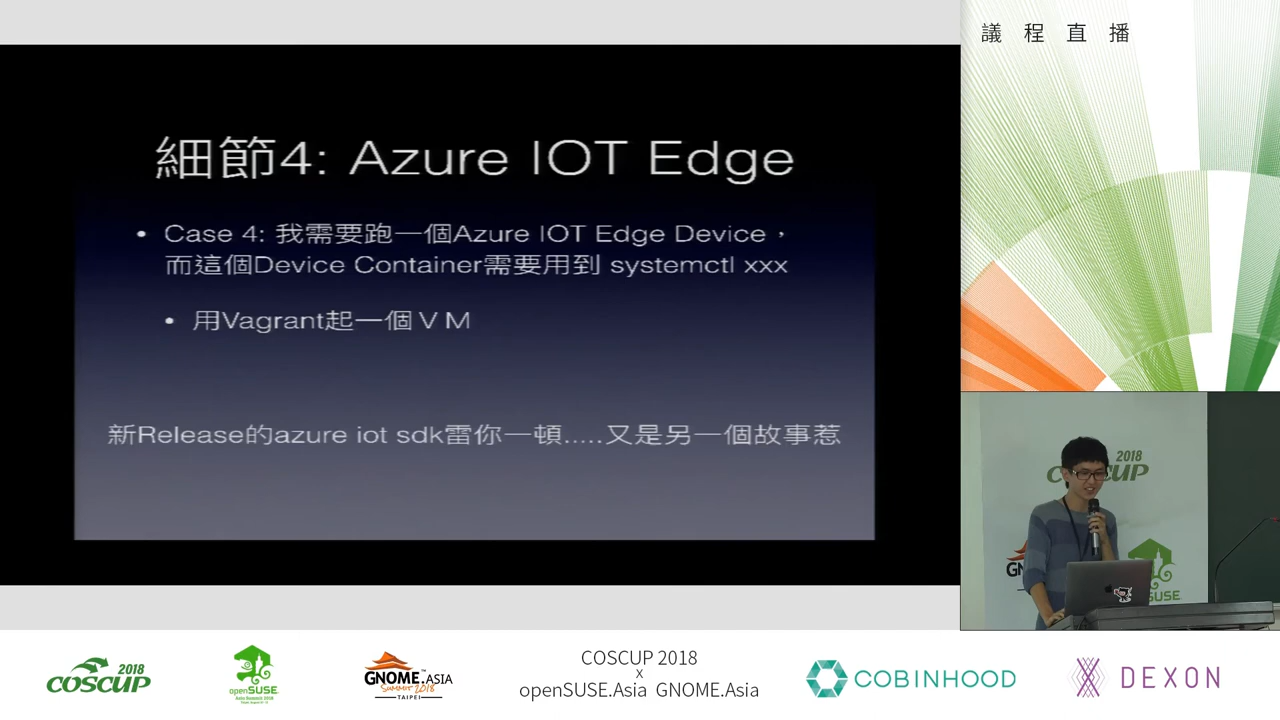 議程直播
細節4: Azure IOT Edge
• Case 4: 我需要跑一個Azure IOT Edge Device，
而這個Device Container需要用到 systemctl xxx
• 用Vagrant起一個ＶＭ
新Release的azure iot sdk雷你一頓.....又是另一個故事惹
2018
COSCUP
GN
SUSE
2018
COSCUP
openSUSE
GNOME.ASIA
Summit 2018
TAIPEI
COSCUP 2018
x
openSUSE.Asia GNOME.Asia
COBINHOOD
DEXON